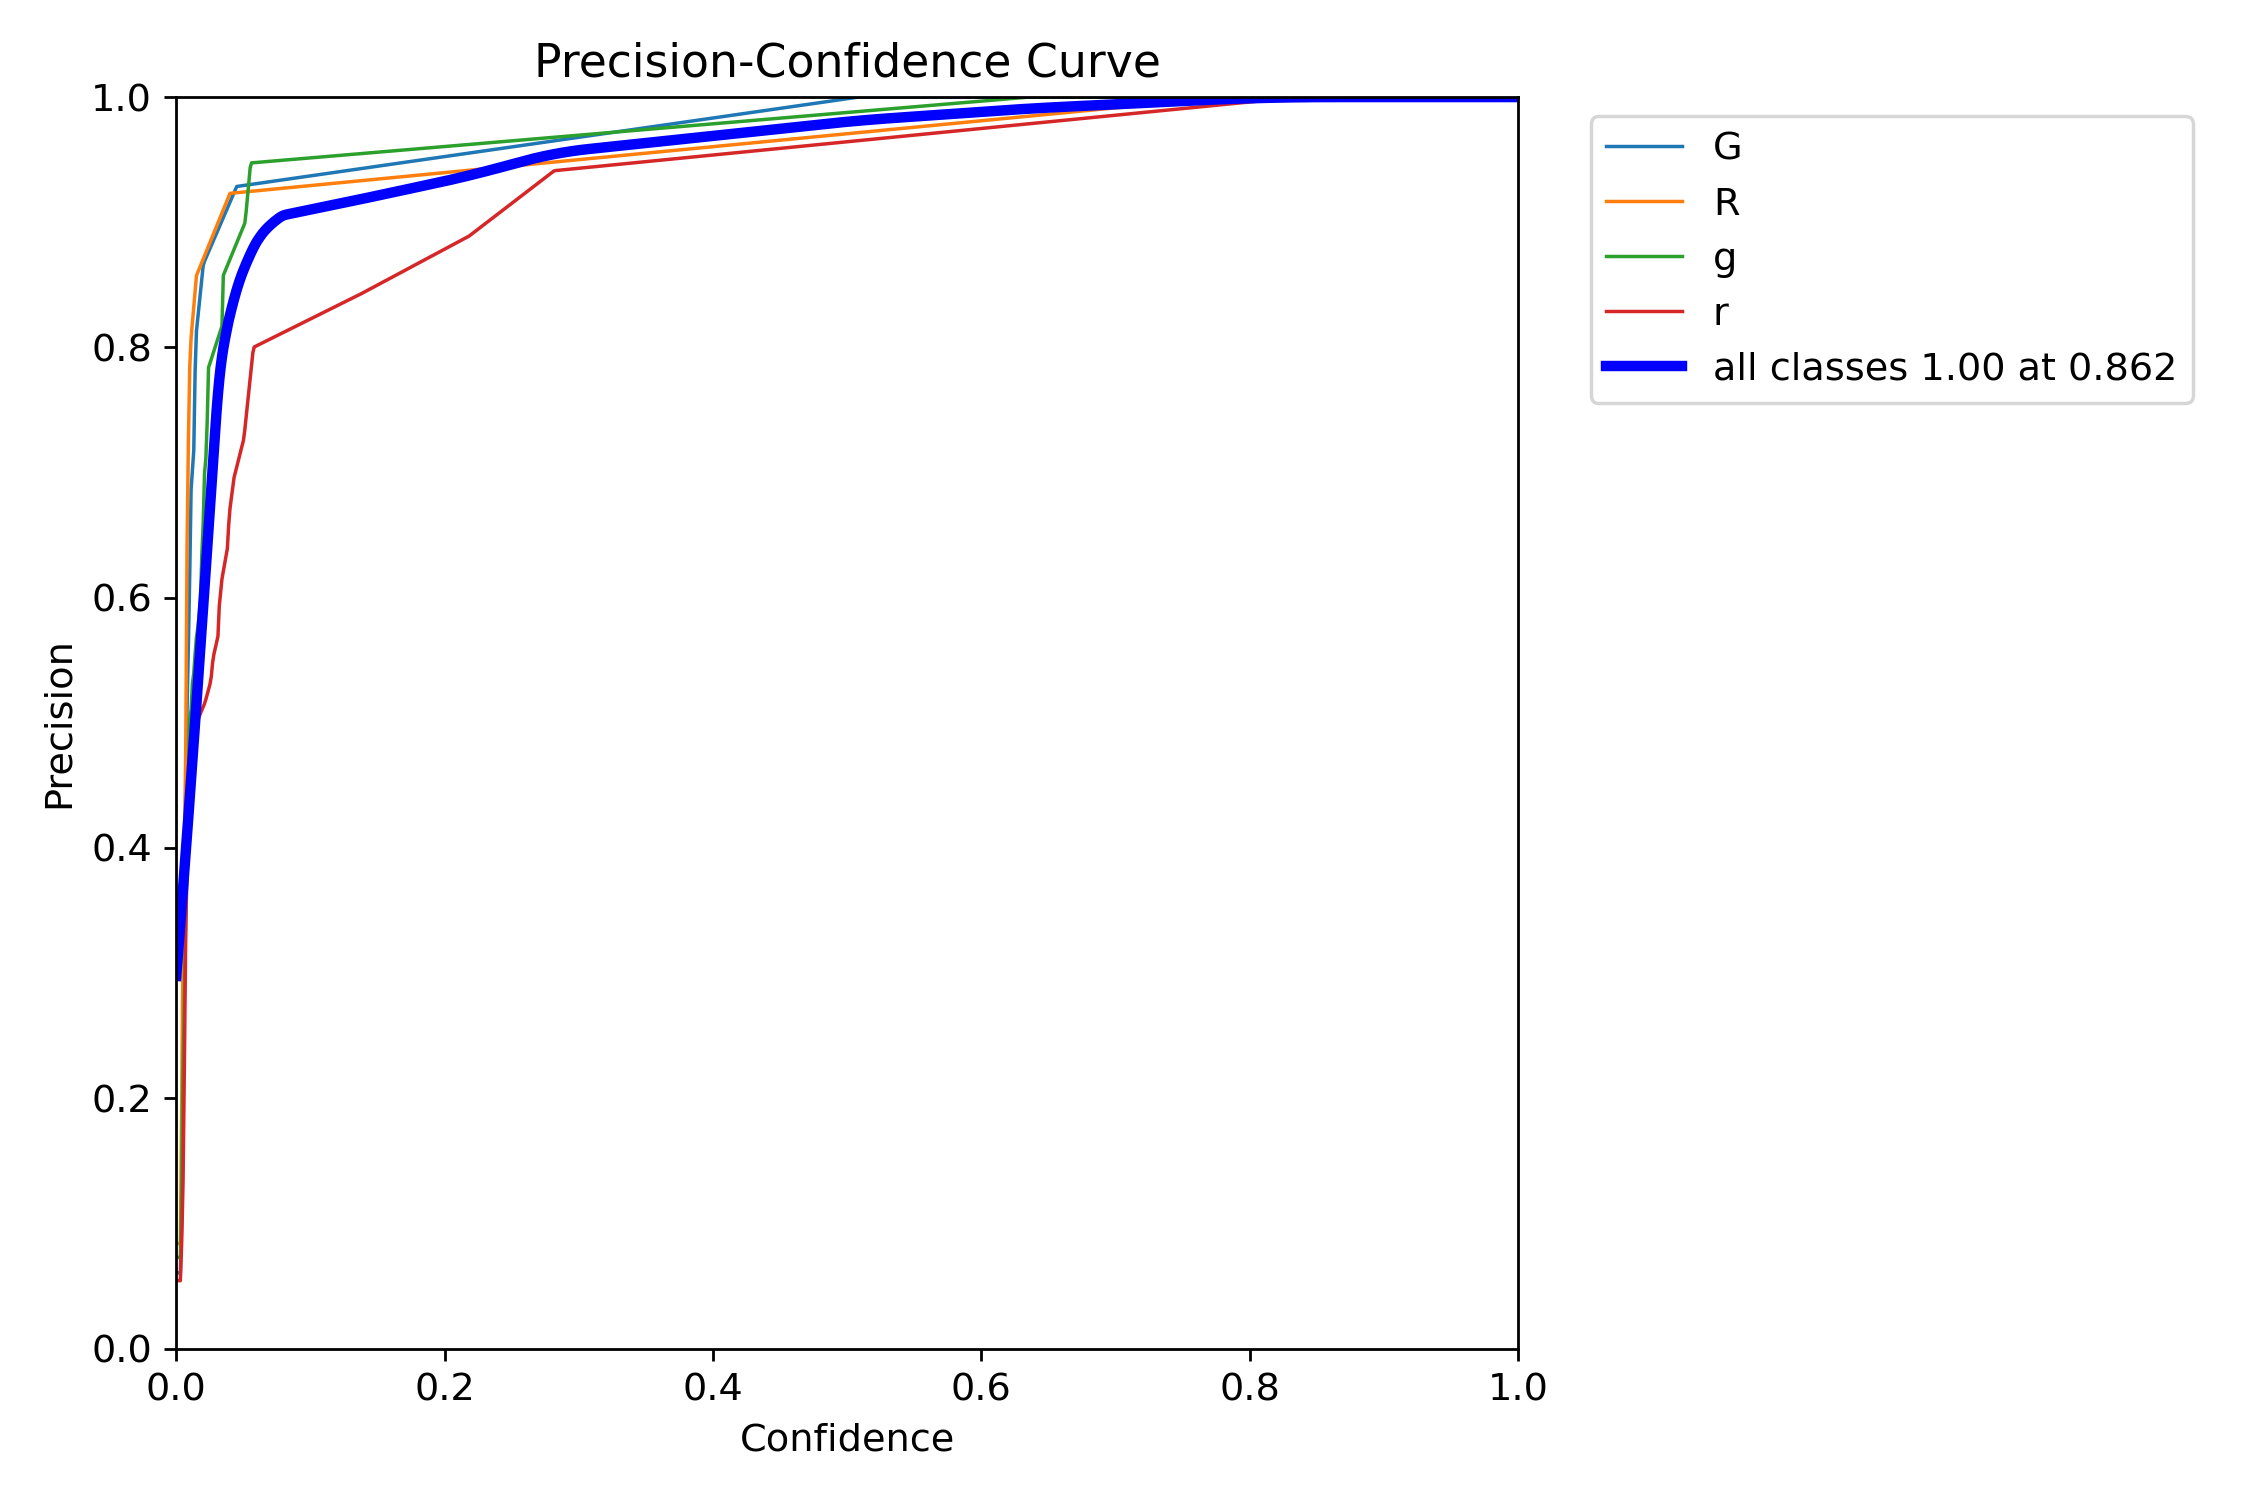 Precision-Confidence Curve
1.0
0.8
0.6
0.4
0.2
0.0
Precision
0.0 0.2 0.4 0.6 0.8 1.0
Confidence
G
R
g
r
all classes 1.00 at 0.862